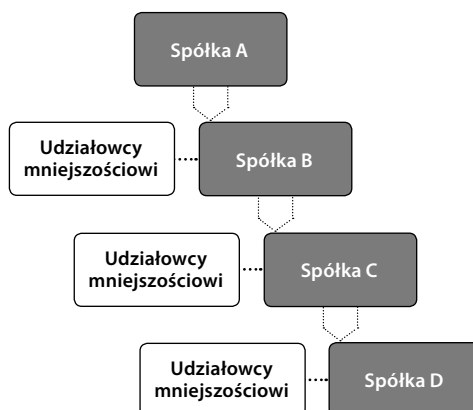 Spółka A
Udziałowcy
mniejszościowi
Spółka B
Udziałowcy
mniejszościowi
Spółka C
Udziałowcy
mniejszościowi
Spółka D